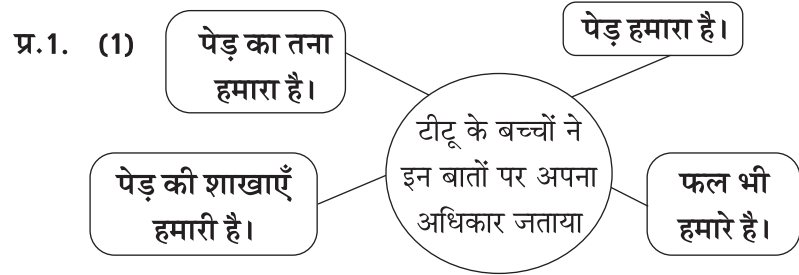 प्र.1. (1)
पेड़ का तना
हमारा है।
पेड़ हमारा है।
टीटू के बच्चों ने
इन बातों पर अपना
अधिकार जताया
पेड़ की शाखाएँ
हमारी है।
फल भी
हमारे है।